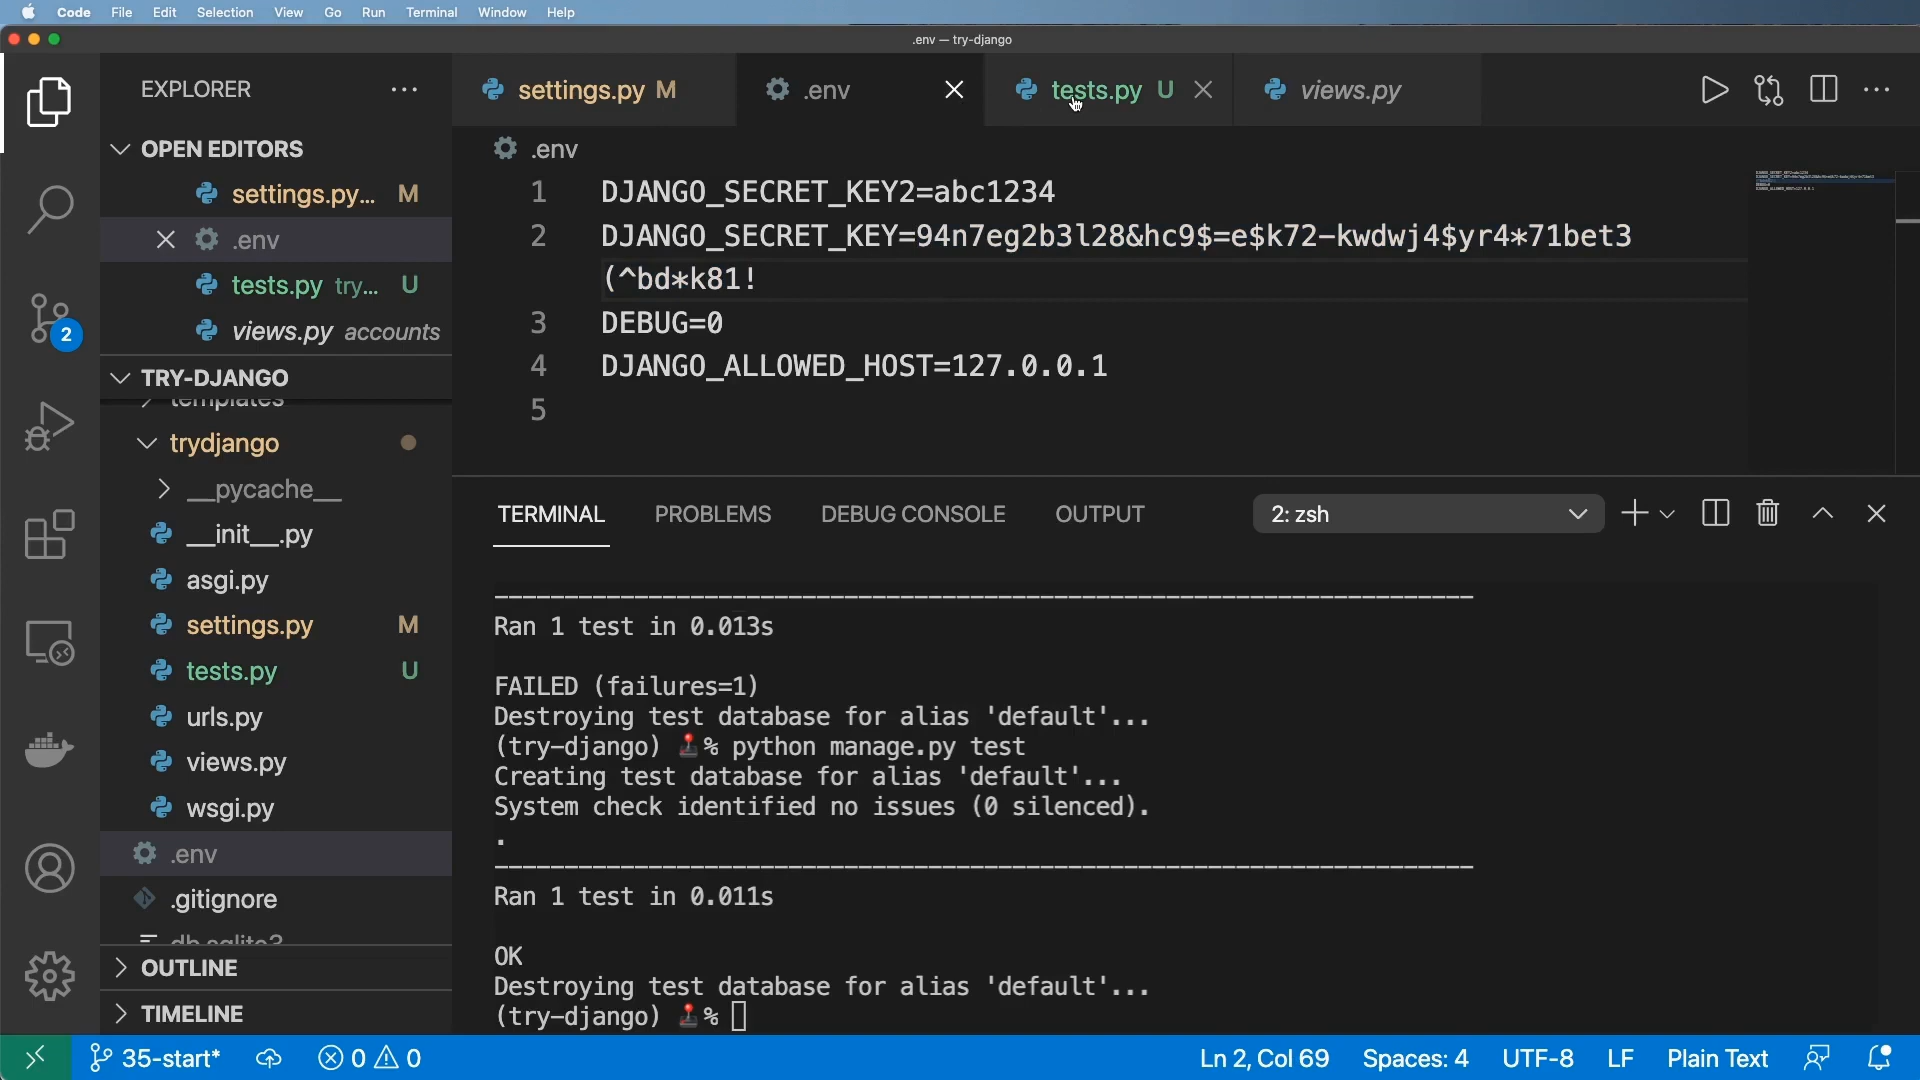 Code File Edit Selection View Go Run Terminal Window Help
.env — try-django
EXPLORER
settings.py M
.env
tests.py U
views.py
OPEN EDITORS
settings.py... M
.env
tests.py try... U
views.py accounts
TRY-DJANGO
templates
trydjango
__pycache__
__init__.py
asgi.py
settings.py M
tests.py U
urls.py
views.py
wsgi.py
.env
.gitignore
db.sqlite3
OUTLINE
TIMELINE
2
.env
1 DJANGO_SECRET_KEY2=abc1234
2 DJANGO_SECRET_KEY=94n7eg2b3l28&hc9$=e$k72-kwdwj4$yr4*71bet3
(^bd*k81!
3 DEBUG=0
4 DJANGO_ALLOWED_HOST=127.0.0.1
5
TERMINAL PROBLEMS DEBUG CONSOLE OUTPUT 2: zsh
Ran 1 test in 0.013s
FAILED (failures=1)
Destroying test database for alias 'default'...
(try-django) % python manage.py test
Creating test database for alias 'default'...
System check identified no issues (0 silenced).
.
Ran 1 test in 0.011s
OK
Destroying test database for alias 'default'...
(try-django) %
35-start* 0 0 Ln 2, Col 69 Spaces: 4 UTF-8 LF Plain Text